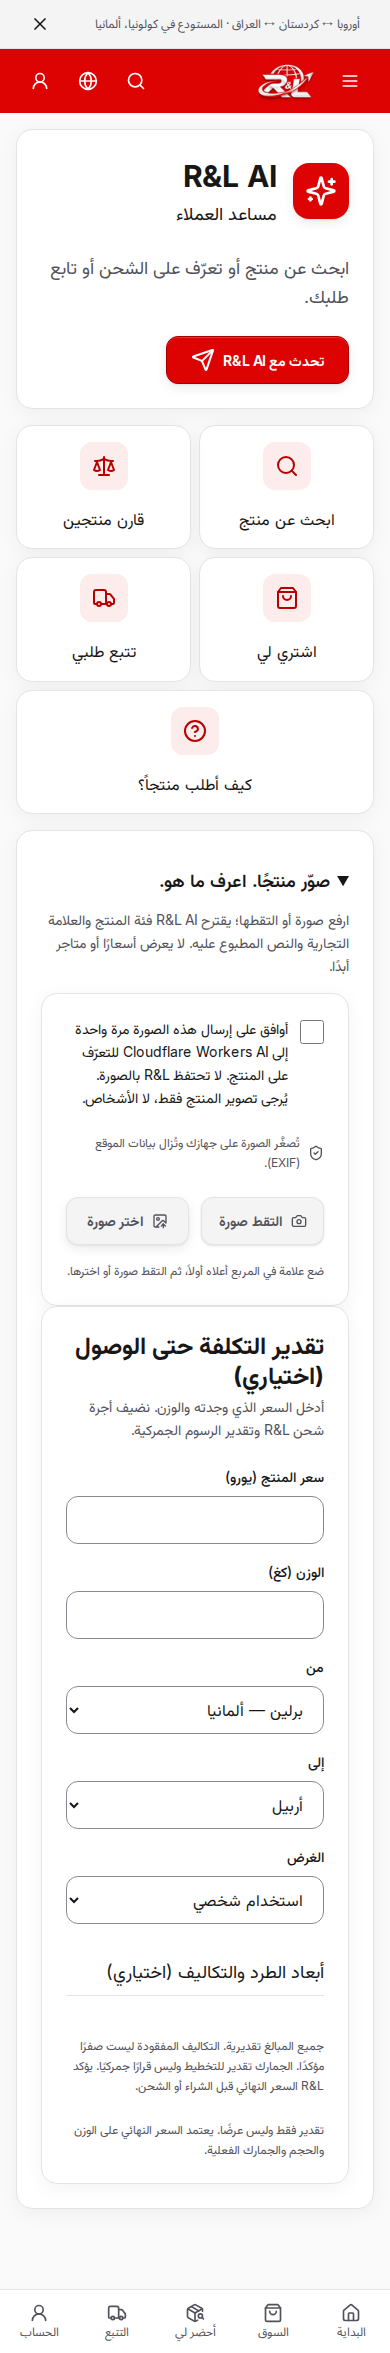 أوروبا ↔ كردستان ↔ العراق · المستودع في كولونيا، ألمانيا
R&L
R&L AI
مساعد العملاء
ابحث عن منتج أو تعرّف على الشحن أو تابع
طلبك.
تحدث مع R&L AI
ابحث عن منتج
قارن منتجين
اشتري لي
تتبع طلبي
كيف أطلب منتجاً؟
صوّر منتجًا. اعرف ما هو.
ارفع صورة أو التقطها؛ يقترح R&L AI فئة المنتج والعلامة
التجارية والنص المطبوع عليه. لا يعرض أسعارًا أو متاجر
أبدًا.
أوافق على إرسال هذه الصورة مرة واحدة
إلى Cloudflare Workers AI للتعرّف
على المنتج. لا تحتفظ R&L بالصورة.
يُرجى تصوير المنتج فقط، لا الأشخاص.
تُصغَّر الصورة على جهازك وتُزال بيانات الموقع
(EXIF).
التقط صورة
اختر صورة
ضع علامة في المربع أعلاه أولاً، ثم التقط صورة أو اخترها.
تقدير التكلفة حتى الوصول
(اختياري)
أدخل السعر الذي وجدته والوزن. نضيف أجرة
شحن R&L وتقدير الرسوم الجمركية.
سعر المنتج (يورو)
الوزن (كغ)
من
برلين — ألمانيا
إلى
أربيل
الغرض
استخدام شخصي
أبعاد الطرد والتكاليف (اختياري)
جميع المبالغ تقديرية. التكاليف المفقودة ليست صفرًا
مؤكدًا. الجمارك تقدير للتخطيط وليس قرارًا جمركيًا. يؤكد
R&L السعر النهائي قبل الشراء أو الشحن.
تقدير فقط وليس عرضًا. يعتمد السعر النهائي على الوزن
والحجم والجمارك الفعلية.
البداية
السوق
أحضر لي
التتبع
الحساب